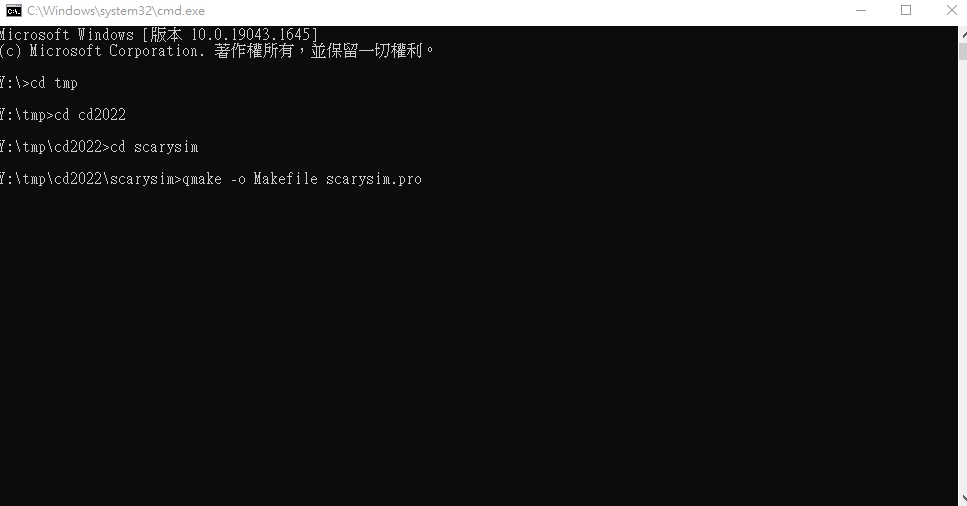 C:\Windows\system32\cmd.exe
Microsoft Windows [版本 10.0.19043.1645]
(c) Microsoft Corporation. 著作權所有，並保留一切權利。
Y:\>cd tmp
Y:\tmp>cd cd2022
Y:\tmp\cd2022>cd scarysim
Y:\tmp\cd2022\scarysim>qmake -o Makefile scarysim.pro